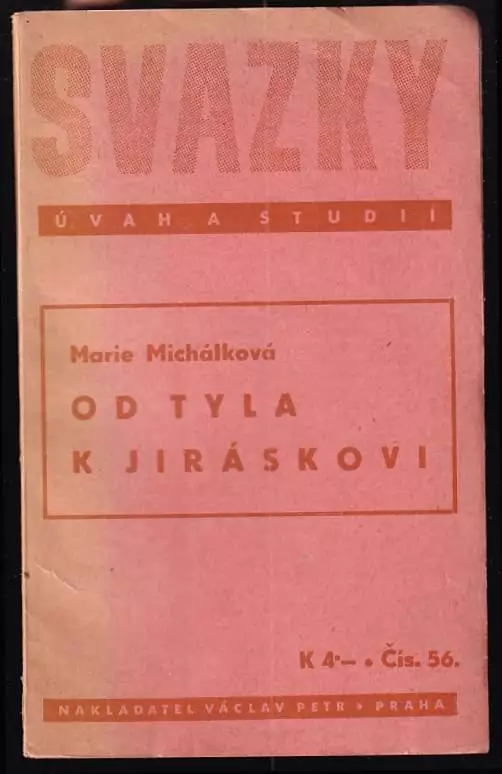 SVAZKY
ÚVAH A STUDIÍ
Marie Michálková
OD TYLA
K JIRÁSKOVI
K 4·– • Čís. 56.
NAKLADATEL VÁCLAV PETR • PRAHA